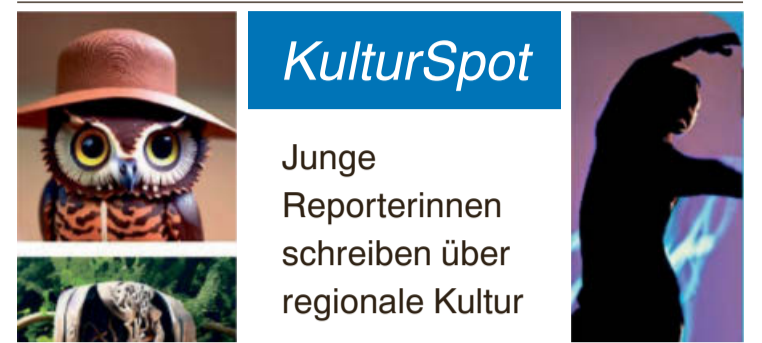 KulturSpot
Junge
Reporterinnen
schreiben über
regionale Kultur